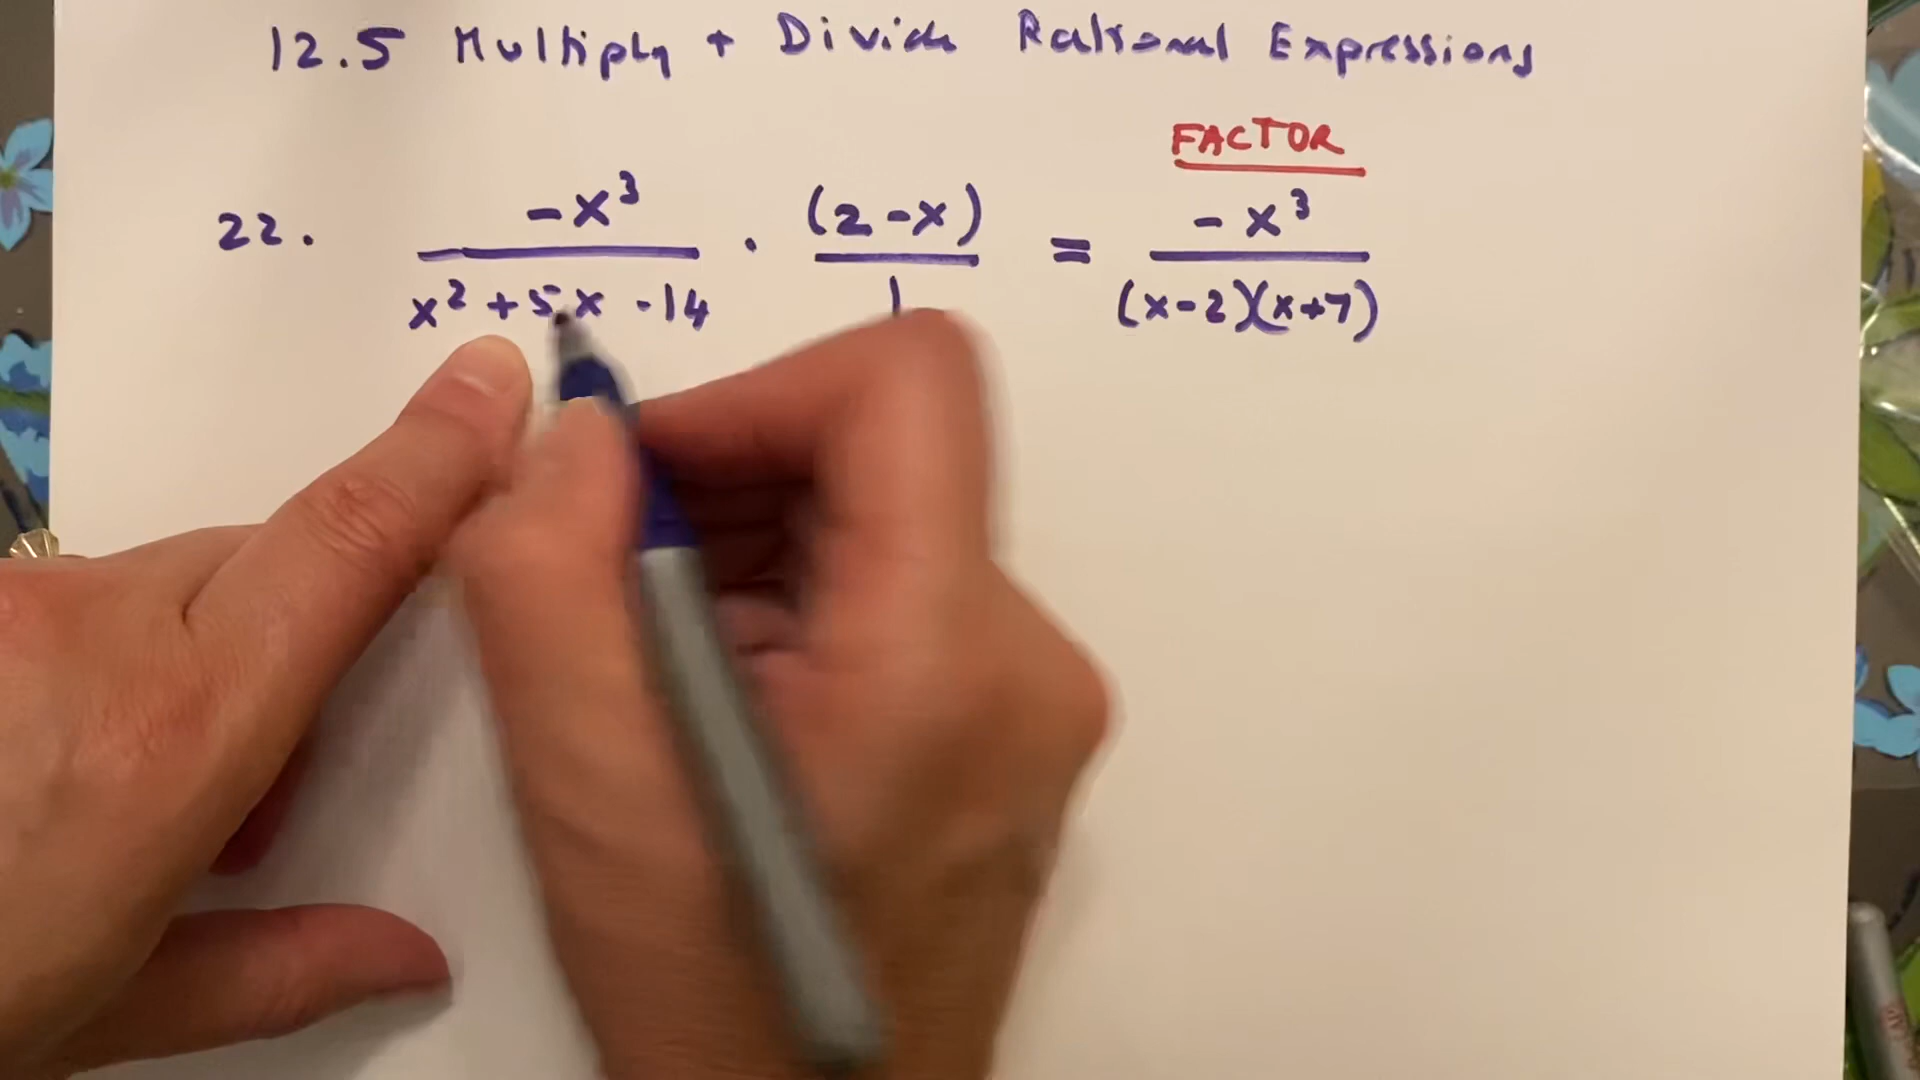 12.5 Multiply + Divide Rational Expressions
FACTOR
22. -x³ / x² + 5x - 14 · (2 - x) / 1 = - x³ / (x - 2)(x + 7)